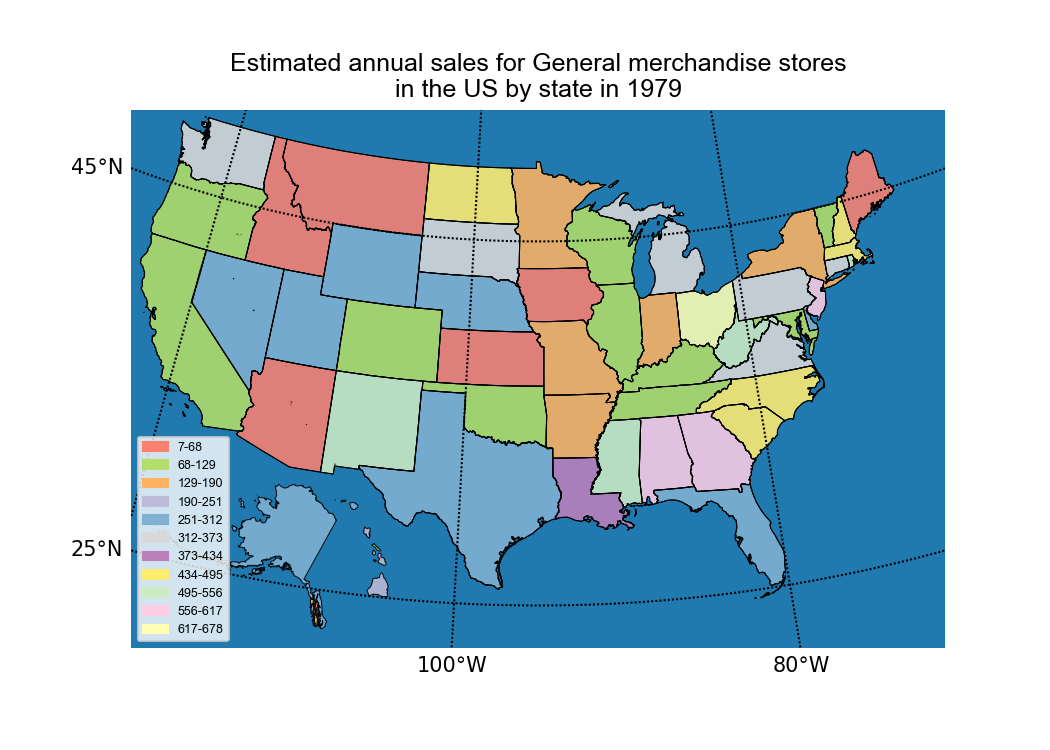 Estimated annual sales for General merchandise stores
in the US by state in 1979
45°N
25°N
7-68
68-129
129-190
190-251
251-312
312-373
373-434
434-495
495-556
556-617
617-678
100°W
80°W